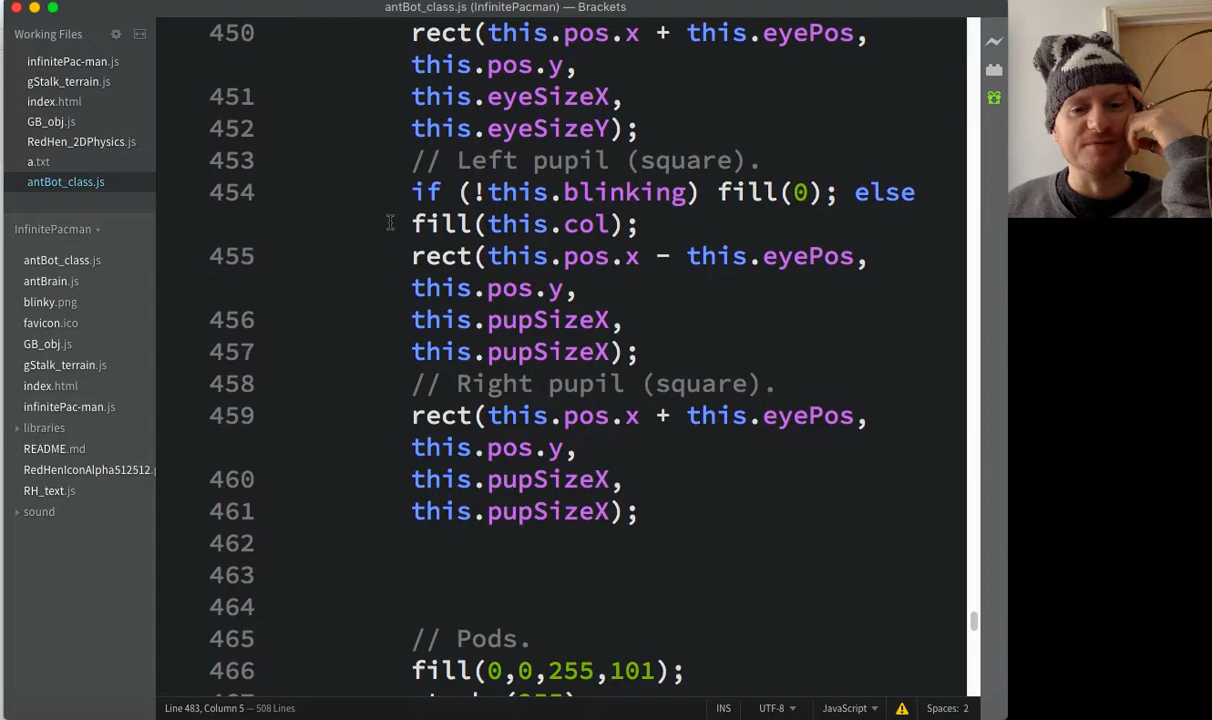 antBot_class.js (InfinitePacman) — Brackets
Working Files
infinitePac-man.js
gStalk_terrain.js
index.html
GB_obj.js
RedHen_2DPhysics.js
a.txt
antBot_class.js
InfinitePacman
antBot_class.js
antBrain.js
blinky.png
favicon.ico
GB_obj.js
gStalk_terrain.js
index.html
infinitePac-man.js
libraries
README.md
RedHenIconAlpha512512.p
RH_text.js
sound
450 rect(this.pos.x + this.eyePos,
this.pos.y,
451 this.eyeSizeX,
452 this.eyeSizeY);
453 // Left pupil (square).
454 if (!this.blinking) fill(0); else
fill(this.col);
455 rect(this.pos.x - this.eyePos,
this.pos.y,
456 this.pupSizeX,
457 this.pupSizeX);
458 // Right pupil (square).
459 rect(this.pos.x + this.eyePos,
this.pos.y,
460 this.pupSizeX,
461 this.pupSizeX);
462
463
464
465 // Pods.
466 fill(0,0,255,101);
Line 483, Column 5 — 508 Lines
INS
UTF-8
JavaScript
Spaces: 2